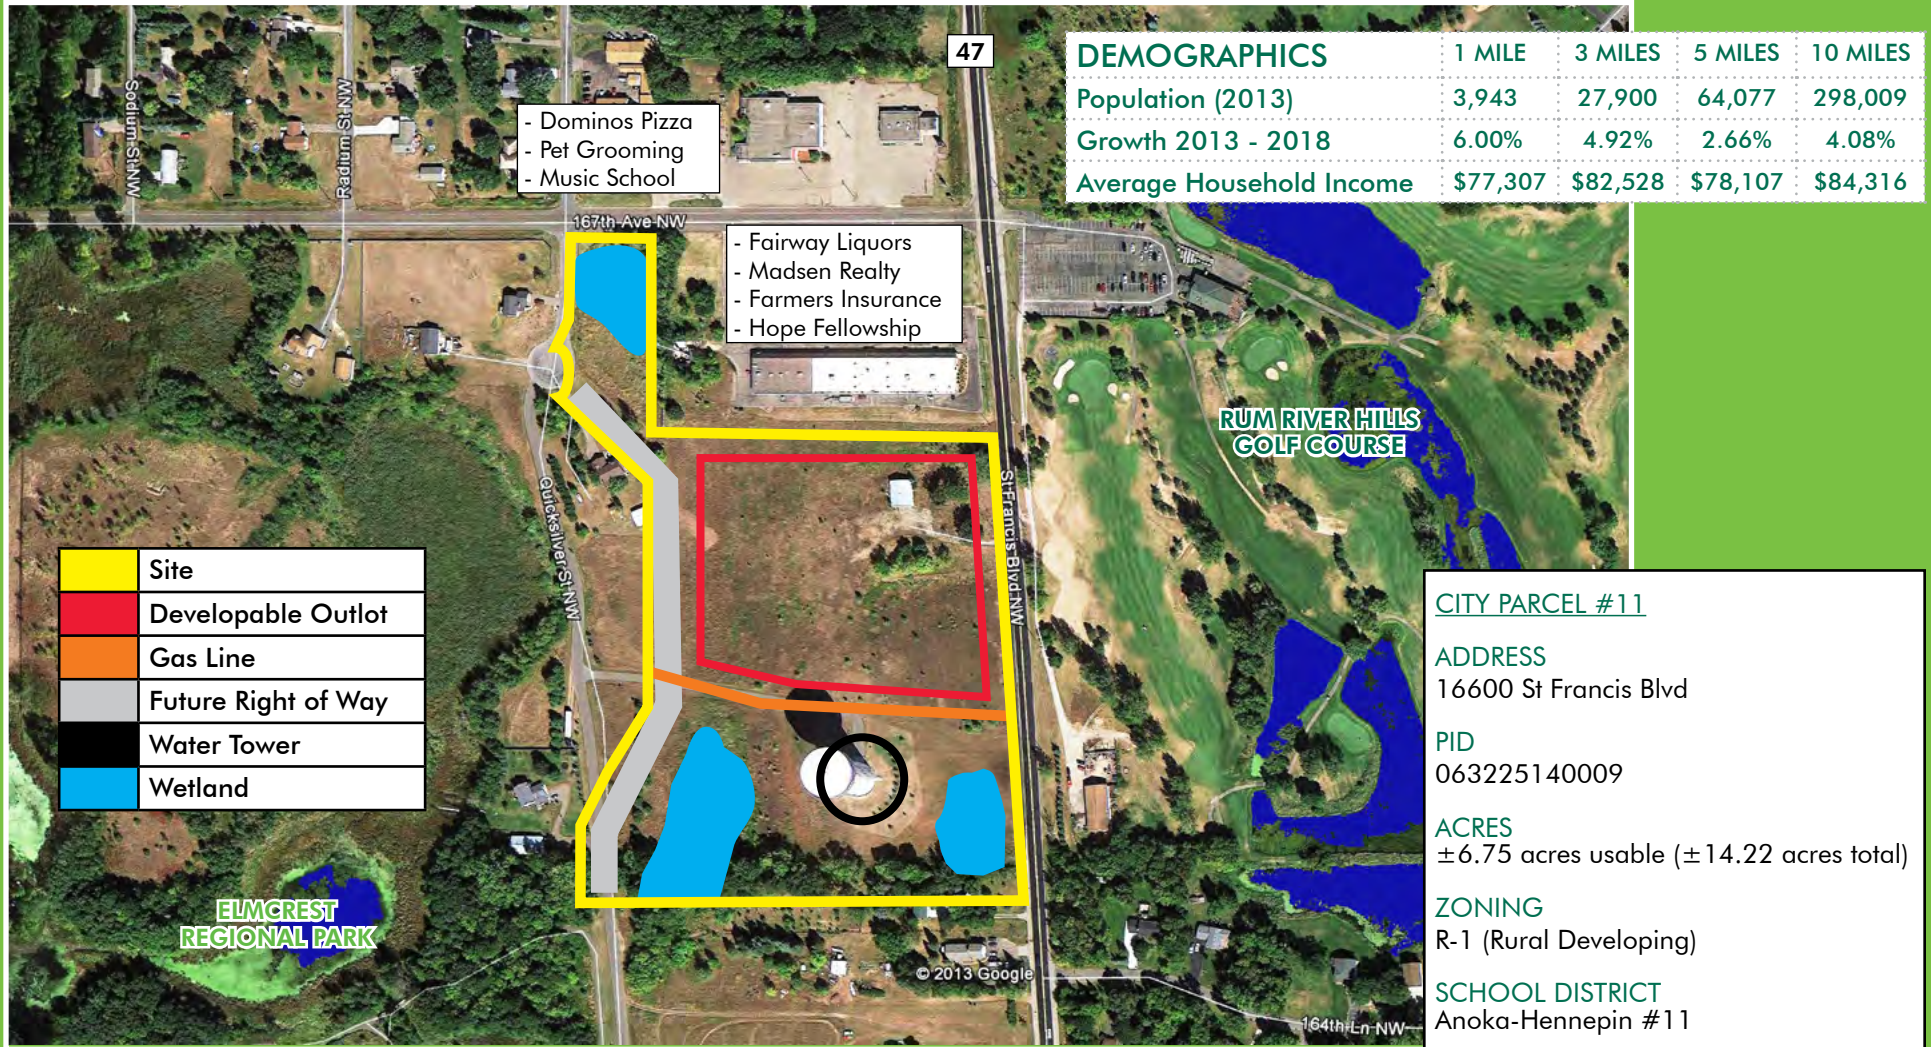 47
DEMOGRAPHICS 1 MILE 3 MILES 5 MILES 10 MILES
Population (2013) 3,943 27,900 64,077 298,009
Growth 2013 - 2018 6.00% 4.92% 2.66% 4.08%
Average Household Income $77,307 $82,528 $78,107 $84,316
Sodium St NW
Radium St NW
- Dominos Pizza
- Pet Grooming
- Music School
167th Ave NW
- Fairway Liquors
- Madsen Realty
- Farmers Insurance
- Hope Fellowship
RUM RIVER HILLS
GOLF COURSE
Quicksilver St NW
St Francis Blvd NW
Site
Developable Outlot
Gas Line
Future Right of Way
Water Tower
Wetland
ELMCREST
REGIONAL PARK
© 2013 Google
164th Ln NW
CITY PARCEL #11
ADDRESS
16600 St Francis Blvd
PID
063225140009
ACRES
±6.75 acres usable (±14.22 acres total)
ZONING
R-1 (Rural Developing)
SCHOOL DISTRICT
Anoka-Hennepin #11